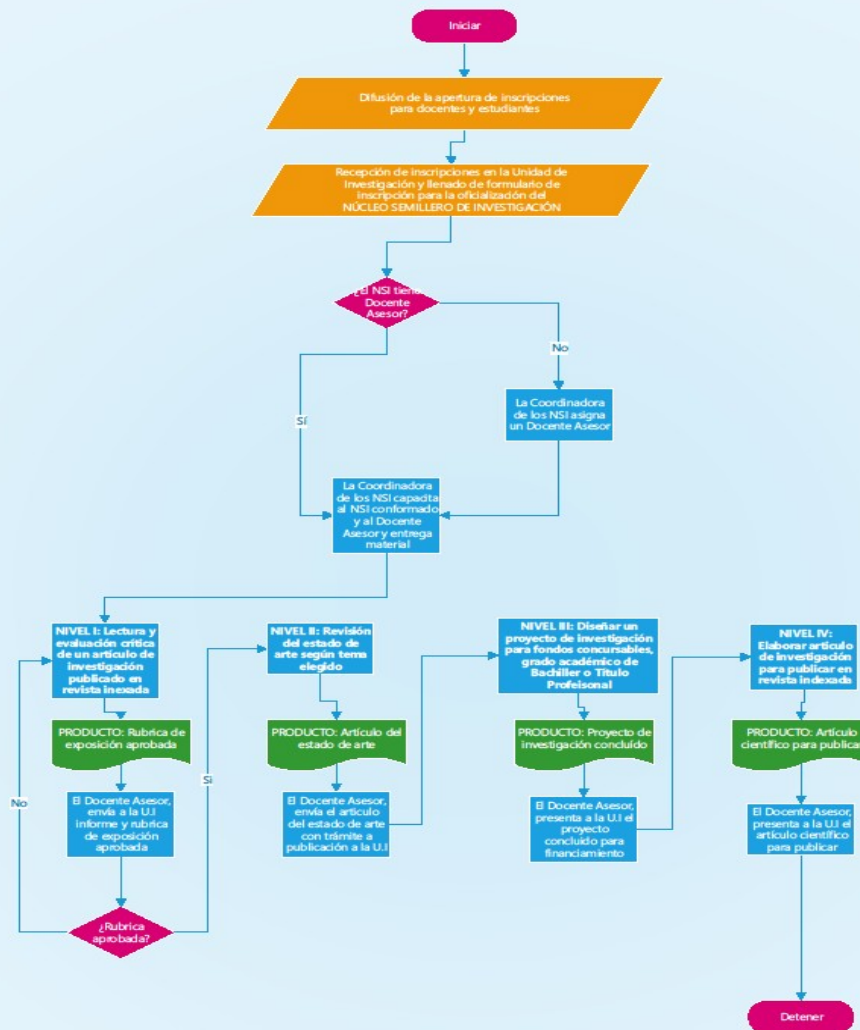 Iniciar
Difusión de la apertura de inscripciones
para docentes y estudiantes
Recepción de inscripciones en la Unidad de
Investigación y llenado de formulario de
inscripción para la oficialización del
NÚCLEO SEMILLERO DE INVESTIGACIÓN
¿El NSI tiene
Docente
Asesor?
No
Sí
La Coordinadora
de los NSI asigna
un Docente Asesor
La Coordinadora
de los NSI capacita
al NSI conformado
y al Docente
Asesor y entrega
material
NIVEL I: Lectura y
evaluación crítica
de un artículo de
investigación
publicado en
revista inexada
PRODUCTO: Rubrica de
exposición aprobada
El Docente Asesor,
envía a la U.I
informe y rubrica
de exposición
aprobada
¿Rubrica
aprobada?
No
Si
NIVEL II: Revisión
del estado de
arte según tema
elegido
PRODUCTO: Artículo del
estado de arte
El Docente Asesor,
envía el artículo
del estado de arte
con trámite a
publicación a la U.I
NIVEL III: Diseñar un
proyecto de investigación
para fondos concursables,
grado académico de
Bachiller o Titulo
Profeisonal
PRODUCTO: Proyecto de
investigación concluído
El Docente Asesor,
presenta a la U.I el
proyecto
concluido para
financiamiento
NIVEL IV:
Elaborar artículo
de investigación
para publicar en
revista indexada
PRODUCTO: Artículo
científico para publicar
El Docente Asesor,
presenta a la U.I el
artículo científico
para publicar
Detener